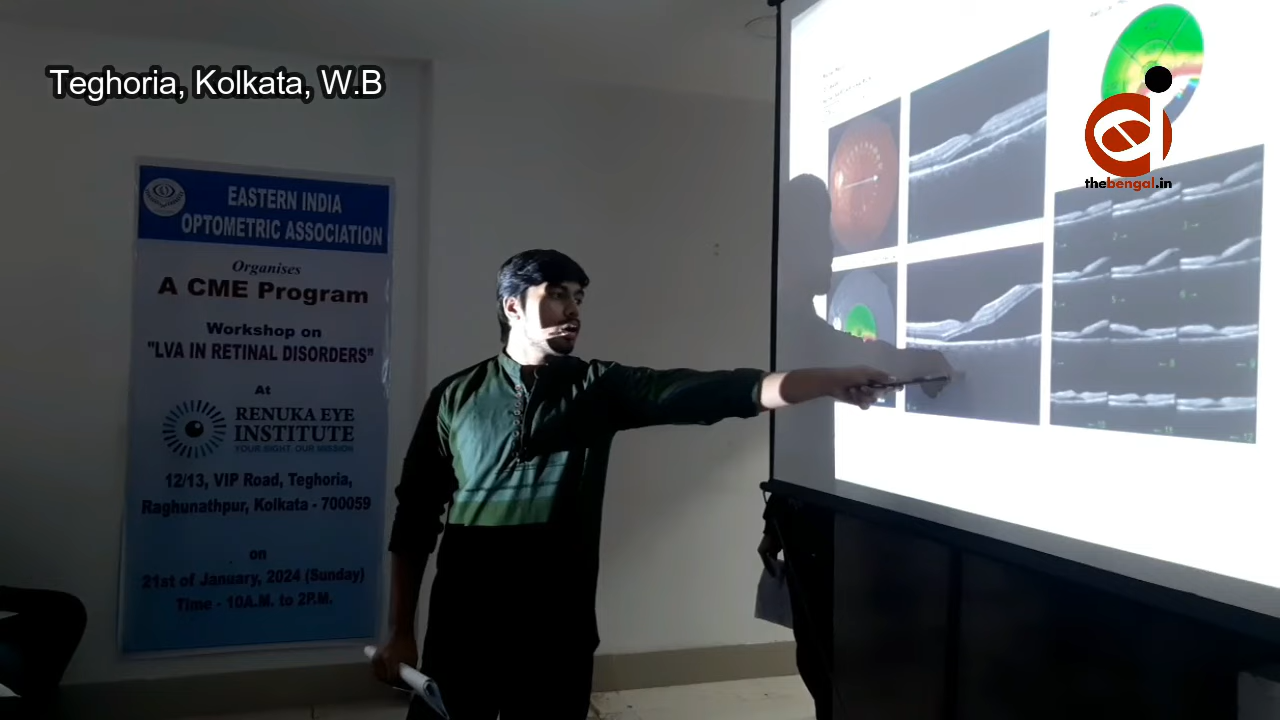 Teghoria, Kolkata, W.B
EASTERN INDIA
OPTOMETRIC ASSOCIATION
Organises
A CME Program
Workshop on
"LVA IN RETINAL DISORDERS"
At
RENUKA EYE
INSTITUTE
YOUR SIGHT OUR MISSION
12/13, VIP Road, Teghoria,
Raghunathpur, Kolkata - 700059
on
21st of January, 2024 (Sunday)
Time - 10A.M. to 2P.M.
thebengal.in